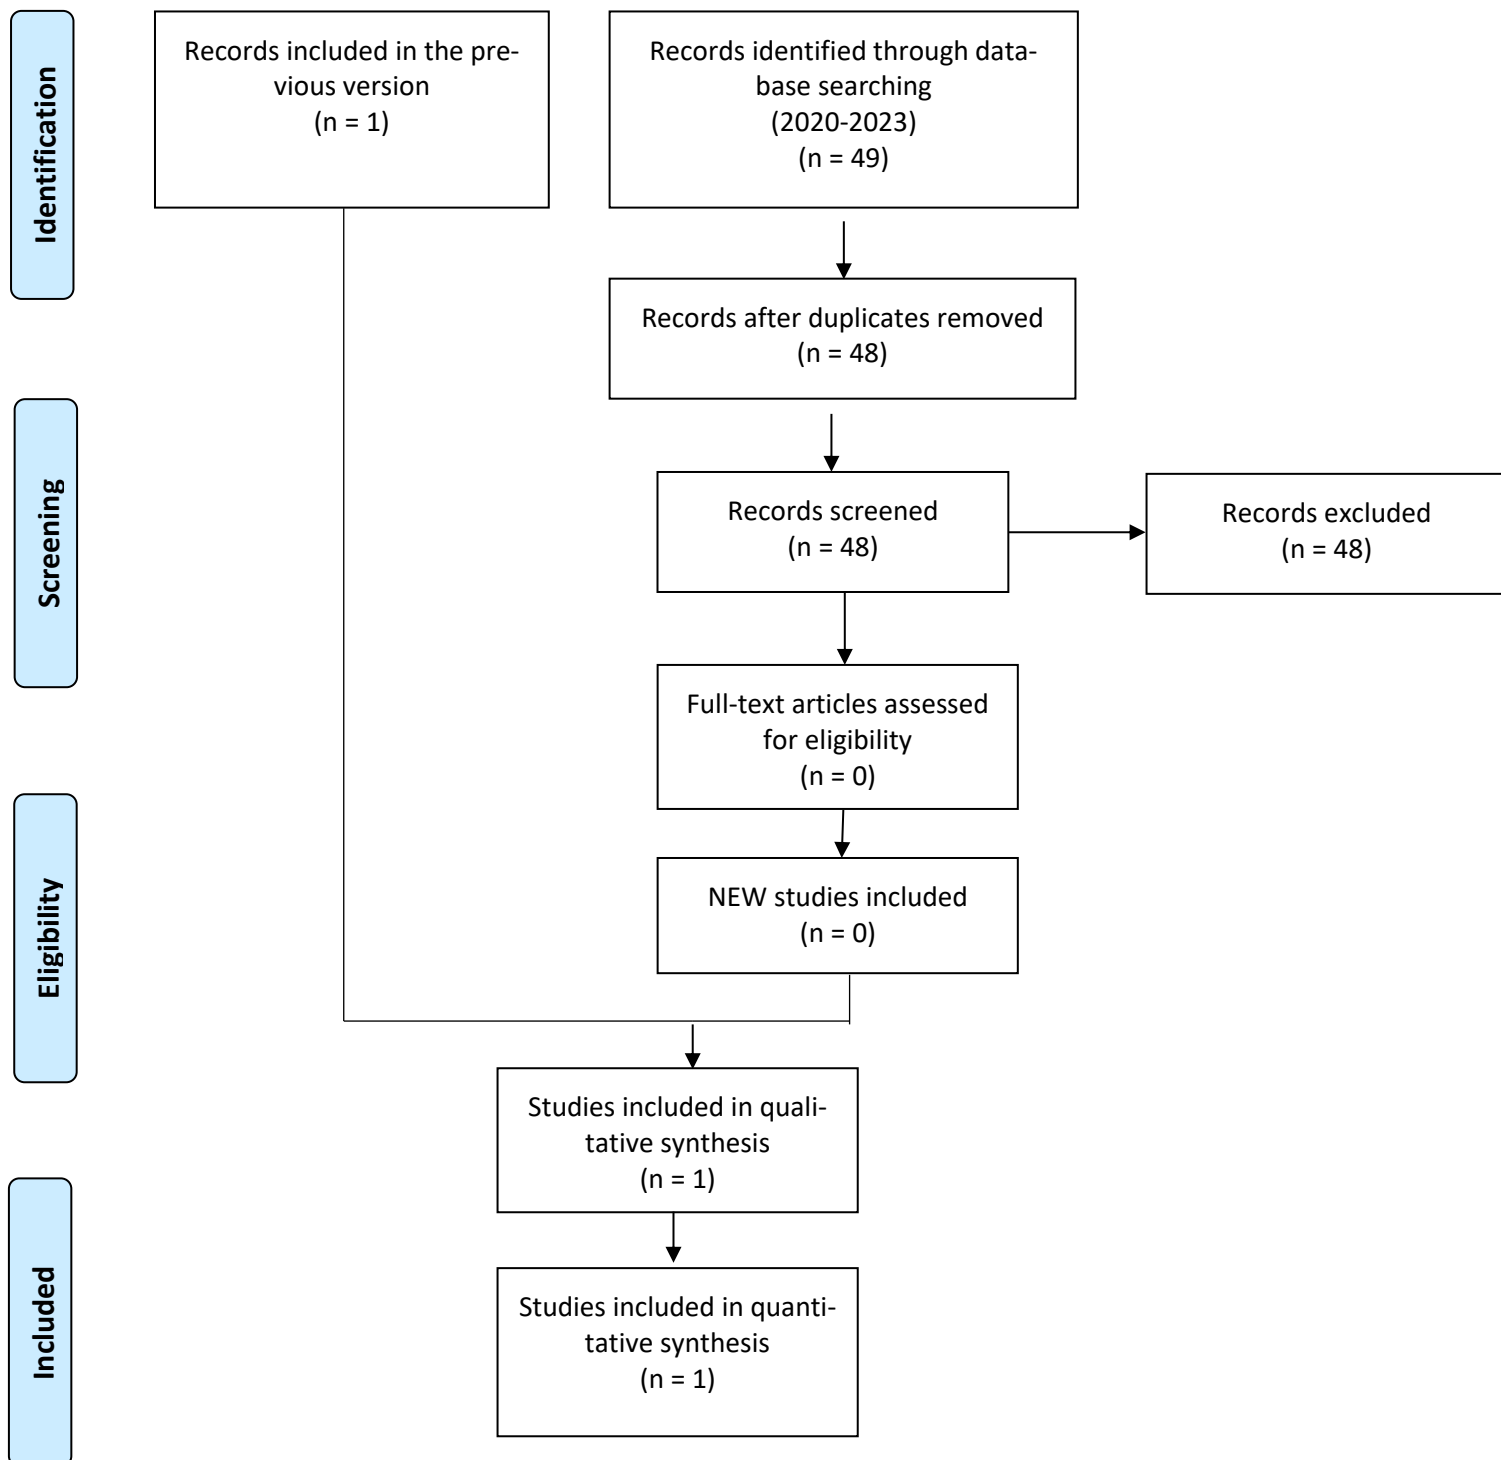 Identification
Records included in the pre-
vious version
(n = 1)
Records identified through data-
base searching
(2020-2023)
(n = 49)
Records after duplicates removed
(n = 48)
Screening
Records screened
(n = 48)
Records excluded
(n = 48)
Full-text articles assessed
for eligibility
(n = 0)
Eligibility
NEW studies included
(n = 0)
Studies included in quali-
tative synthesis
(n = 1)
Included
Studies included in quanti-
tative synthesis
(n = 1)